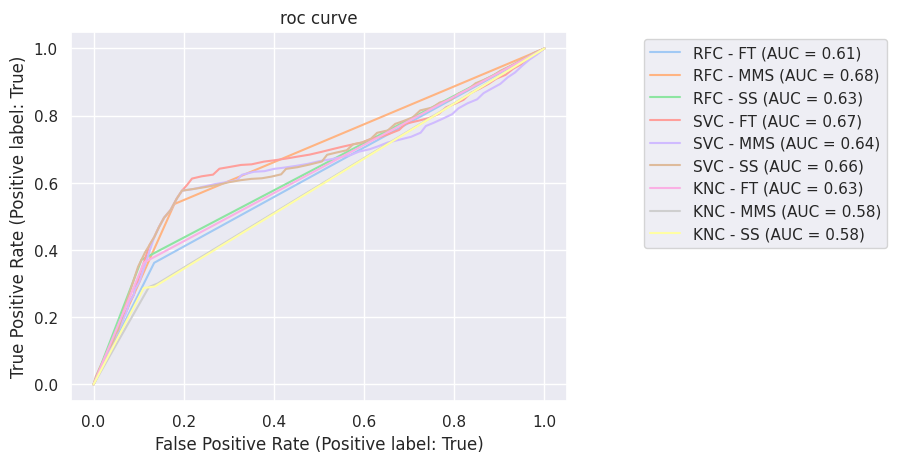 roc curve
True Positive Rate (Positive label: True)
1.0
0.8
0.6
0.4
0.2
0.0
0.0 0.2 0.4 0.6 0.8 1.0
False Positive Rate (Positive label: True)
RFC - FT (AUC = 0.61)
RFC - MMS (AUC = 0.68)
RFC - SS (AUC = 0.63)
SVC - FT (AUC = 0.67)
SVC - MMS (AUC = 0.64)
SVC - SS (AUC = 0.66)
KNC - FT (AUC = 0.63)
KNC - MMS (AUC = 0.58)
KNC - SS (AUC = 0.58)